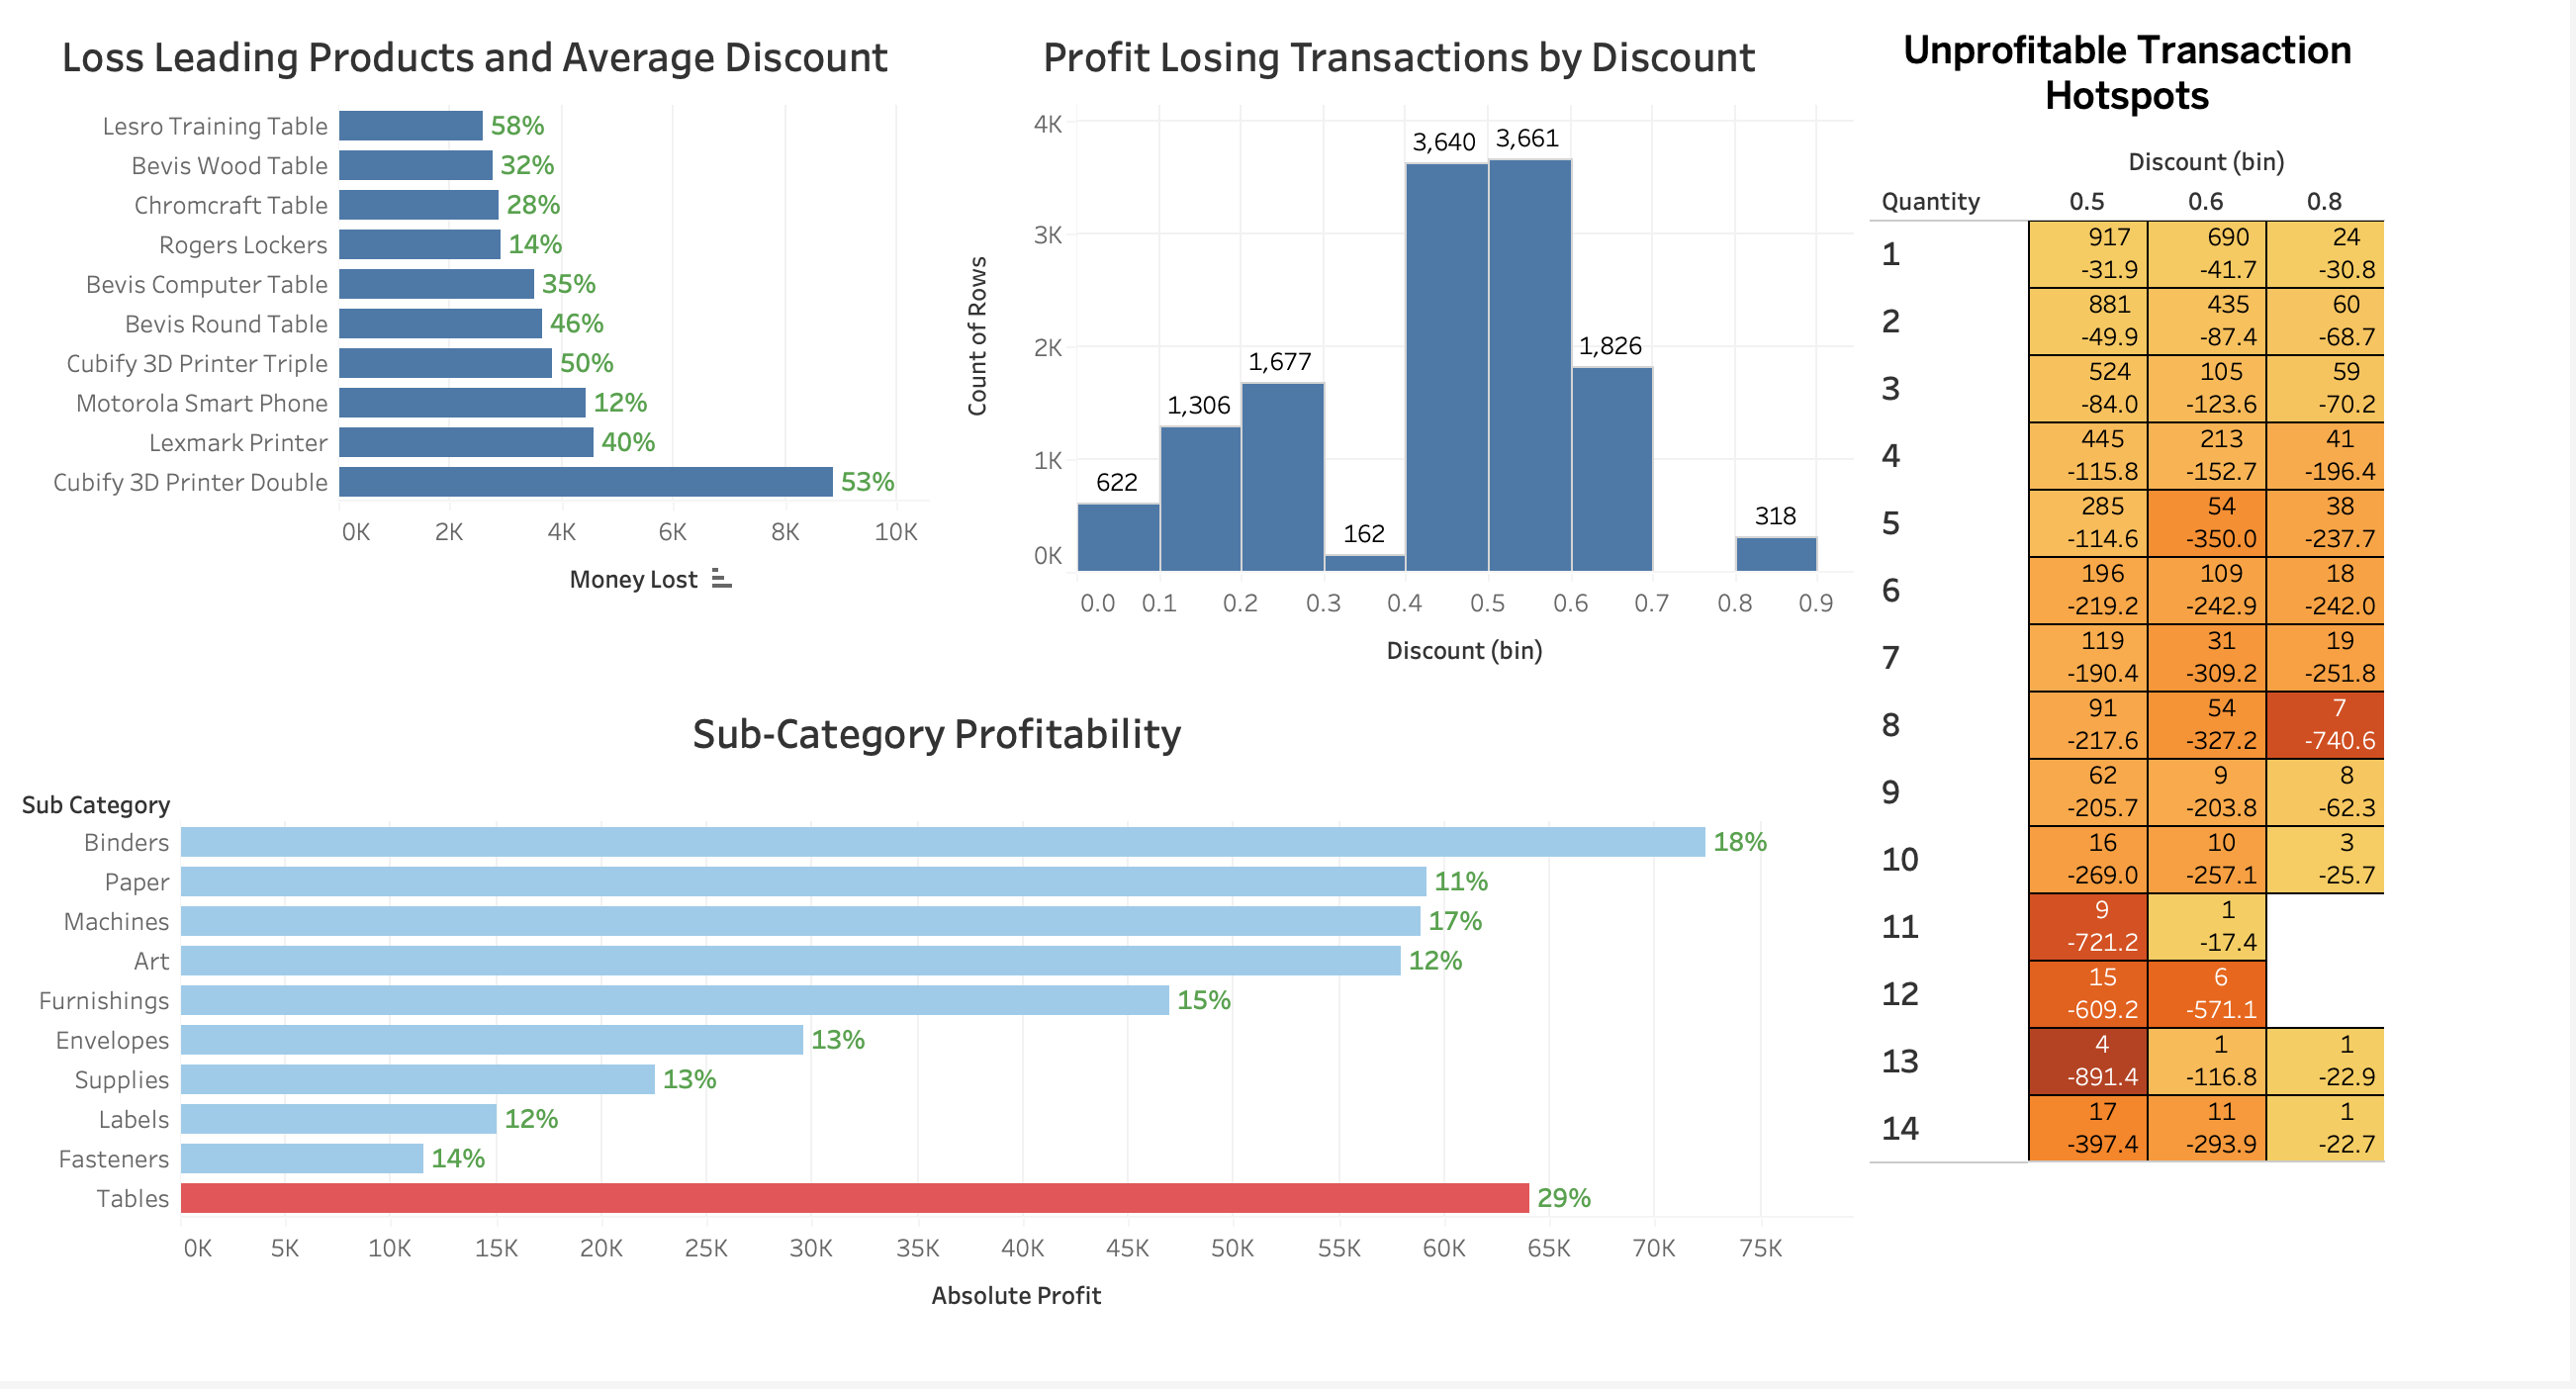 Loss Leading Products and Average Discount
Lesro Training Table 58%
Bevis Wood Table 32%
Chromcraft Table 28%
Rogers Lockers 14%
Bevis Computer Table 35%
Bevis Round Table 46%
Cubify 3D Printer Triple 50%
Motorola Smart Phone 12%
Lexmark Printer 40%
Cubify 3D Printer Double 53%
0K 2K 4K 6K 8K 10K
Money Lost
Profit Losing Transactions by Discount
Count of Rows
4K
3K
2K
1K
0K
622 1,306 1,677 162 3,640 3,661 1,826 318
0.0 0.1 0.2 0.3 0.4 0.5 0.6 0.7 0.8 0.9
Discount (bin)
Unprofitable Transaction
Hotspots
Discount (bin)
Quantity 0.5 0.6 0.8
1
917 690 24
-31.9 -41.7 -30.8
2
881 435 60
-49.9 -87.4 -68.7
3
524 105 59
-84.0 -123.6 -70.2
4
445 213 41
-115.8 -152.7 -196.4
5
285 54 38
-114.6 -350.0 -237.7
6
196 109 18
-219.2 -242.9 -242.0
7
119 31 19
-190.4 -309.2 -251.8
8
91 54 7
-217.6 -327.2 -740.6
9
62 9 8
-205.7 -203.8 -62.3
10
16 10 3
-269.0 -257.1 -25.7
11
9 1
-721.2 -17.4
12
15 6
-609.2 -571.1
13
4 1 1
-891.4 -116.8 -22.9
14
17 11 1
-397.4 -293.9 -22.7
Sub-Category Profitability
Sub Category
Binders 18%
Paper 11%
Machines 17%
Art 12%
Furnishings 15%
Envelopes 13%
Supplies 13%
Labels 12%
Fasteners 14%
Tables 29%
0K 5K 10K 15K 20K 25K 30K 35K 40K 45K 50K 55K 60K 65K 70K 75K
Absolute Profit